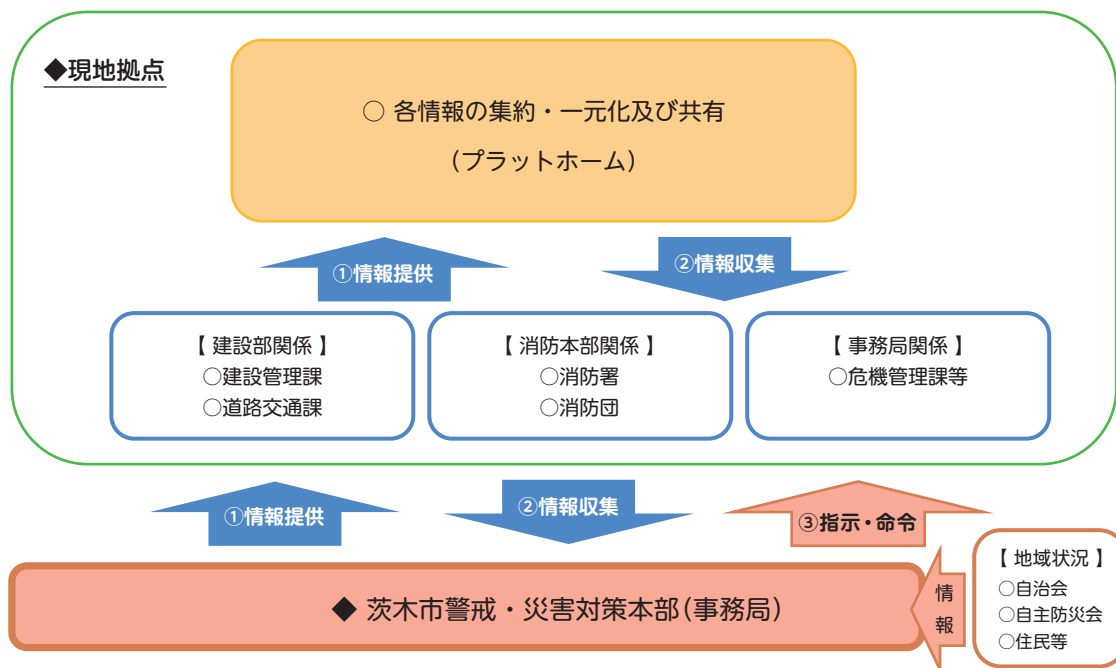 ◆現地拠点
○ 各情報の集約・一元化及び共有
(プラットホーム)
①情報提供
②情報収集
【 建設部関係 】
○建設管理課
○道路交通課
【 消防本部関係 】
○消防署
○消防団
【 事務局関係 】
○危機管理課等
①情報提供
②情報収集
③指示・命令
◆ 茨木市警戒・災害対策本部(事務局)
情報
【 地域状況 】
○自治会
○自主防災会
○住民等